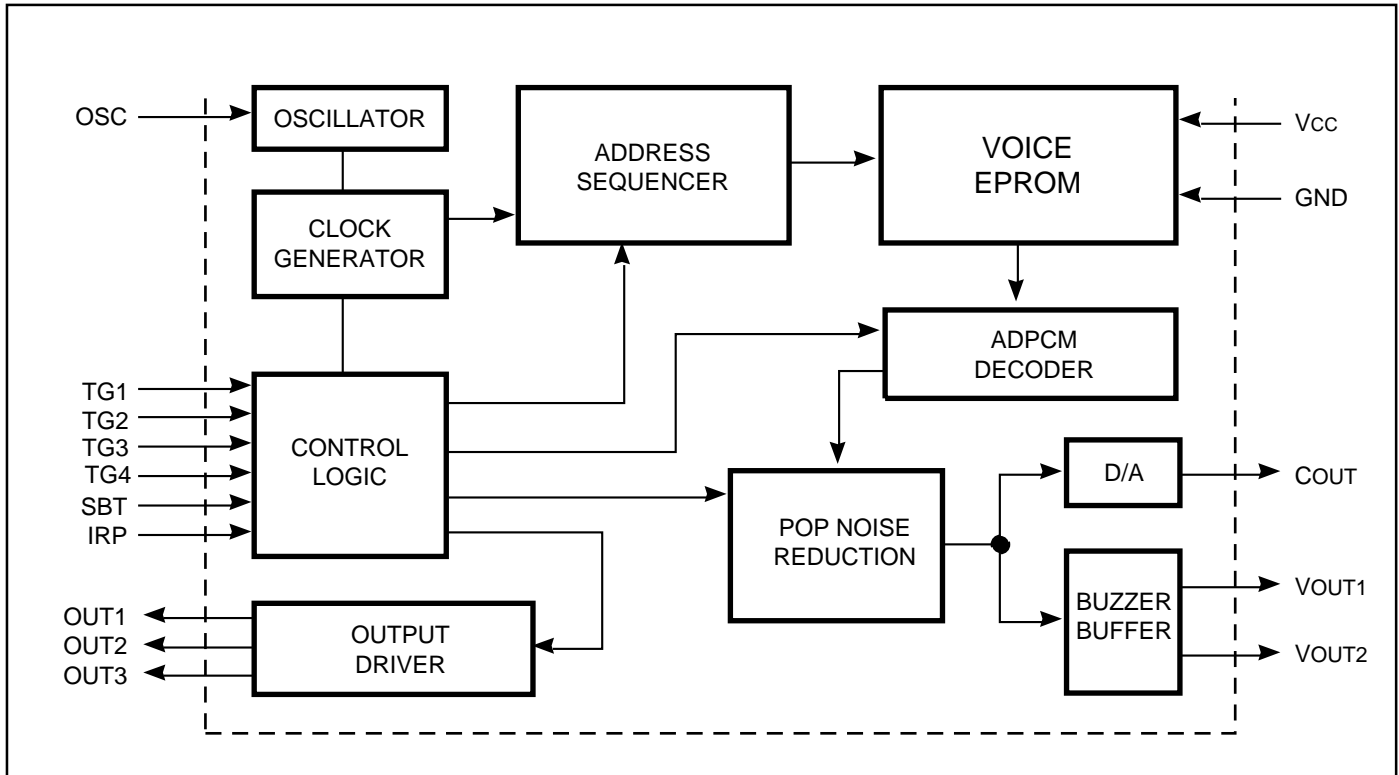 OSC
OSCILLATOR
CLOCK
GENERATOR
ADDRESS
SEQUENCER
VOICE
EPROM
VCC
GND
ADPCM
DECODER
TG1
TG2
TG3
TG4
SBT
IRP
CONTROL
LOGIC
POP NOISE
REDUCTION
D/A
COUT
BUZZER
BUFFER
VOUT1
VOUT2
OUT1
OUT2
OUT3
OUTPUT
DRIVER